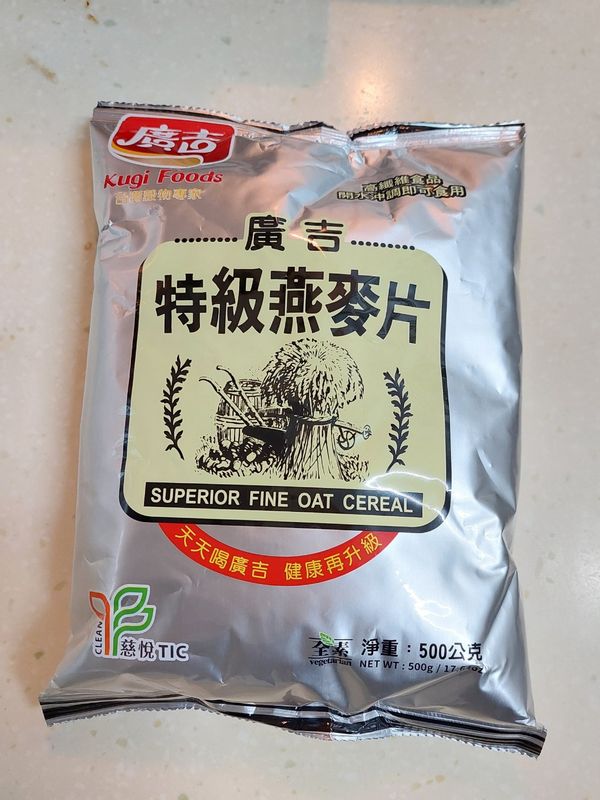 廣吉
Kugi Foods
台灣穀物專家
高纖維食品
開水沖調即可食用
廣吉
特級燕麥片
SUPERIOR FINE OAT CEREAL
天天喝廣吉 健康再升級
CLEAN
慈悅TIC
全素
vegetarian
淨重：500公克
NET WT : 500g /